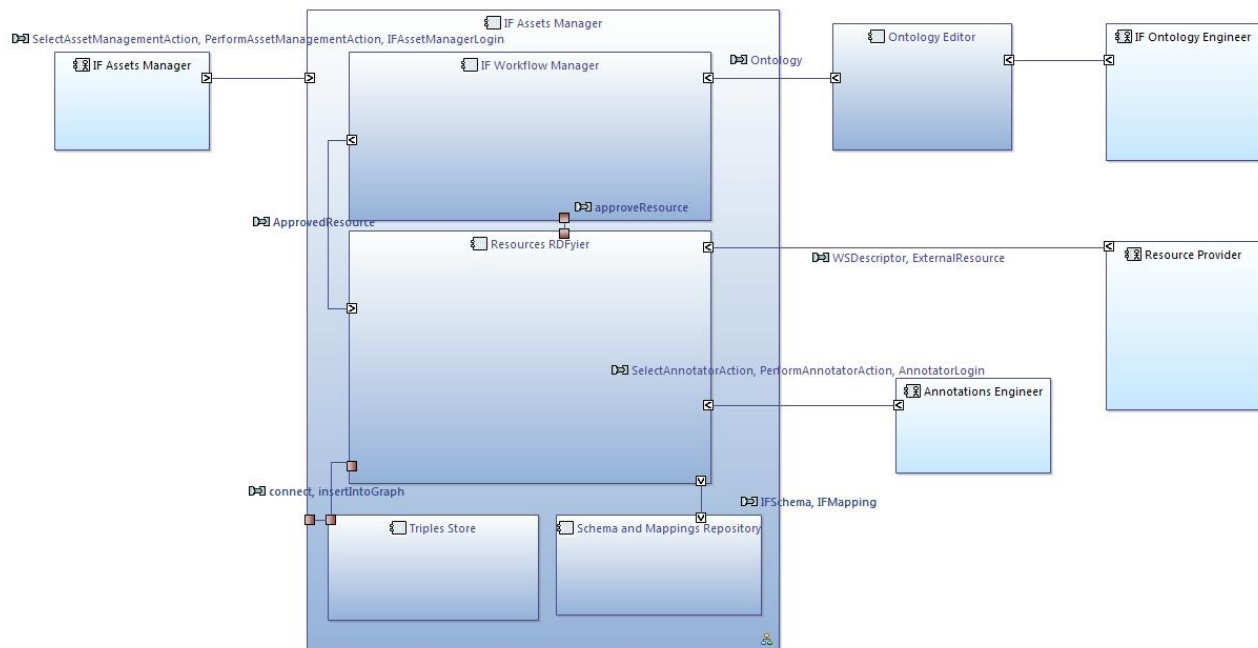 IF Assets Manager
SelectAssetManagementAction, PerformAssetManagementAction, IFAssetManagerLogin
IF Assets Manager
IF Workflow Manager
Ontology
Ontology Editor
IF Ontology Engineer
approveResource
ApprovedResource
Resources RDFyier
WSDescriptor, ExternalResource
Resource Provider
SelectAnnotatorAction, PerformAnnotatorAction, AnnotatorLogin
Annotations Engineer
connect, insertIntoGraph
IFSchema, IFMapping
Triples Store
Schema and Mappings Repository